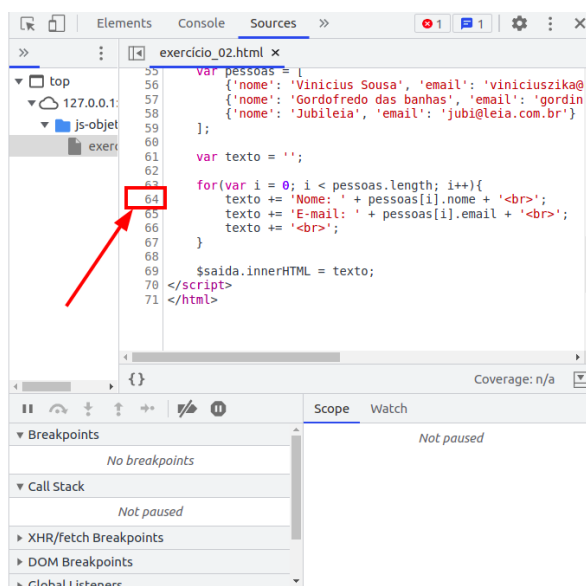 Elements Console Sources » 1 1
» exercicio_02.html ×
top
127.0.0.1:
js-objet
exerc
55 var pessoas = [
56 {'nome': 'Vinicius Sousa', 'email': 'viniciuszika@
57 {'nome': 'Gordofredo das banhas', 'email': 'gordin
58 {'nome': 'Jubileia', 'email': 'jubi@leia.com.br'}
59 ];
60
61 var texto = '';
62
63 for(var i = 0; i < pessoas.length; i++){
64 texto += 'Nome: ' + pessoas[i].nome + '<br>';
65 texto += 'E-mail: ' + pessoas[i].email + '<br>';
66 texto += '<br>';
67 }
68
69 $saida.innerHTML = texto;
70 </script>
71 </html>
{} Coverage: n/a
Scope Watch
Breakpoints
No breakpoints
Not paused
Call Stack
Not paused
XHR/fetch Breakpoints
DOM Breakpoints
Global Listeners